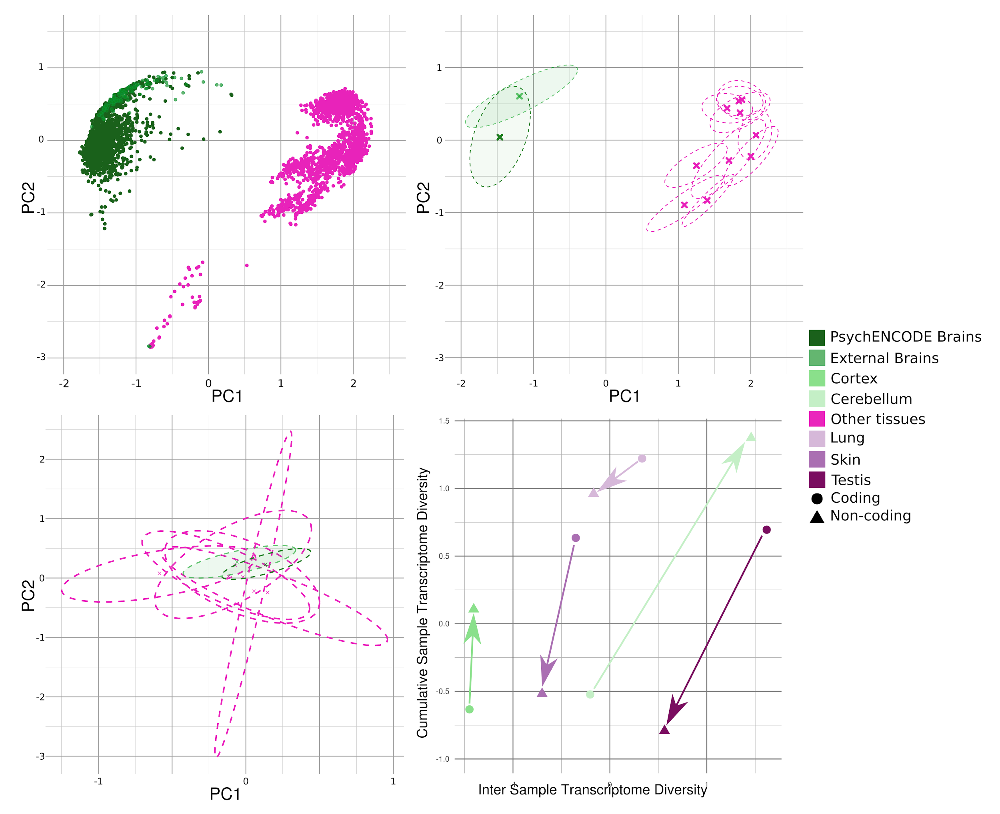 1
0
-1
-2
-3
PC2
-2
-1
0
1
2
PC1
1
0
-1
-2
-3
PC2
-2
-1
0
1
2
PC1
2
1
0
-1
-2
-3
PC2
-1
0
1
PC1
1.5
1.0
0.5
0.0
-0.5
-1.0
Cumulative Sample Transcriptome Diversity
-1
0
1
Inter Sample Transcriptome Diversity
PsychENCODE Brains
External Brains
Cortex
Cerebellum
Other tissues
Lung
Skin
Testis
Coding
Non-coding